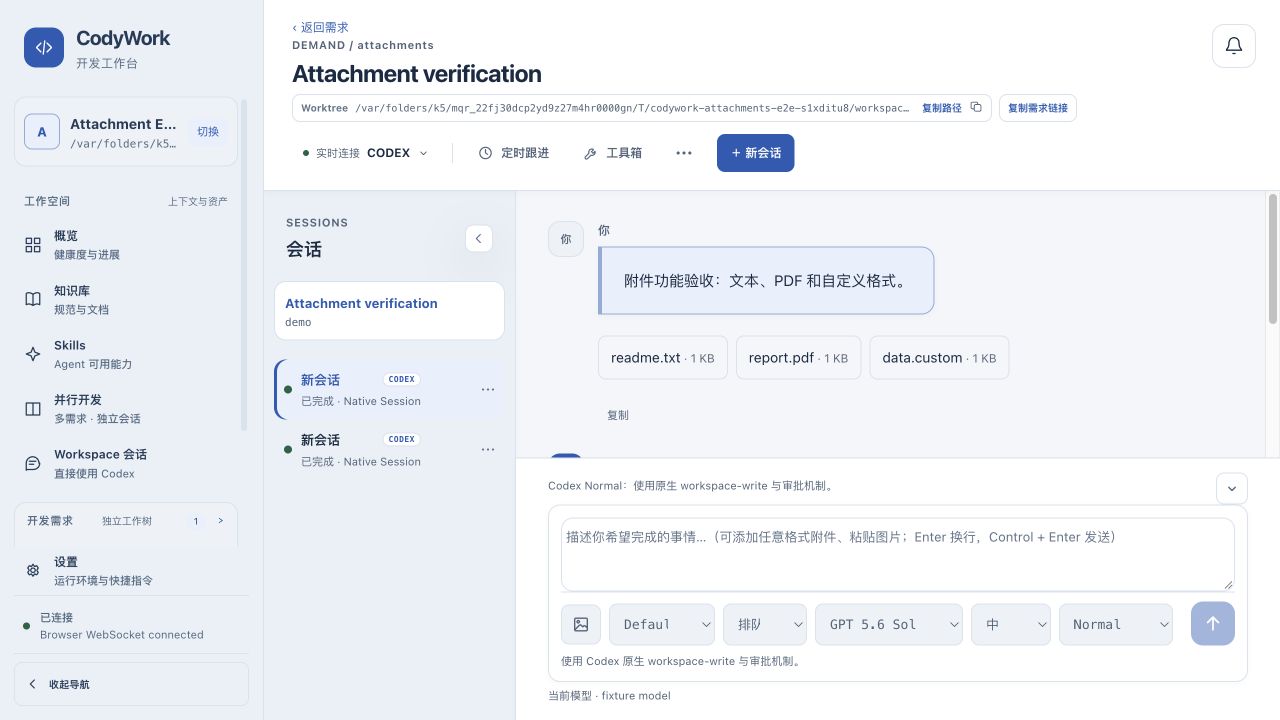 CodyWork
开发工作台
A
Attachment E...
/var/folders/k5…
切换
工作空间
上下文与资产
概览
健康度与进展
知识库
规范与文档
Skills
Agent 可用能力
并行开发
多需求 · 独立会话
Workspace 会话
直接使用 Codex
开发需求
独立工作树
1
设置
运行环境与快捷指令
已连接
Browser WebSocket connected
收起导航
‹ 返回需求
DEMAND / attachments
Attachment verification
Worktree /var/folders/k5/mqr_22fj30dcp2yd9z27m4hr0000gn/T/codywork-attachments-e2e-s1xditu8/workspac… 复制路径
复制需求链接
实时连接 CODEX
定时跟进
工具箱
+ 新会话
SESSIONS
会话
Attachment verification
demo
新会话 CODEX
已完成 · Native Session
新会话 CODEX
已完成 · Native Session
你
你
附件功能验收：文本、PDF 和自定义格式。
readme.txt · 1 KB
report.pdf · 1 KB
data.custom · 1 KB
复制
Codex Normal：使用原生 workspace-write 与审批机制。
描述你希望完成的事情...（可添加任意格式附件、粘贴图片；Enter 换行，Control + Enter 发送）
Defaul
排队
GPT 5.6 Sol
中
Normal
使用 Codex 原生 workspace-write 与审批机制。
当前模型 · fixture model